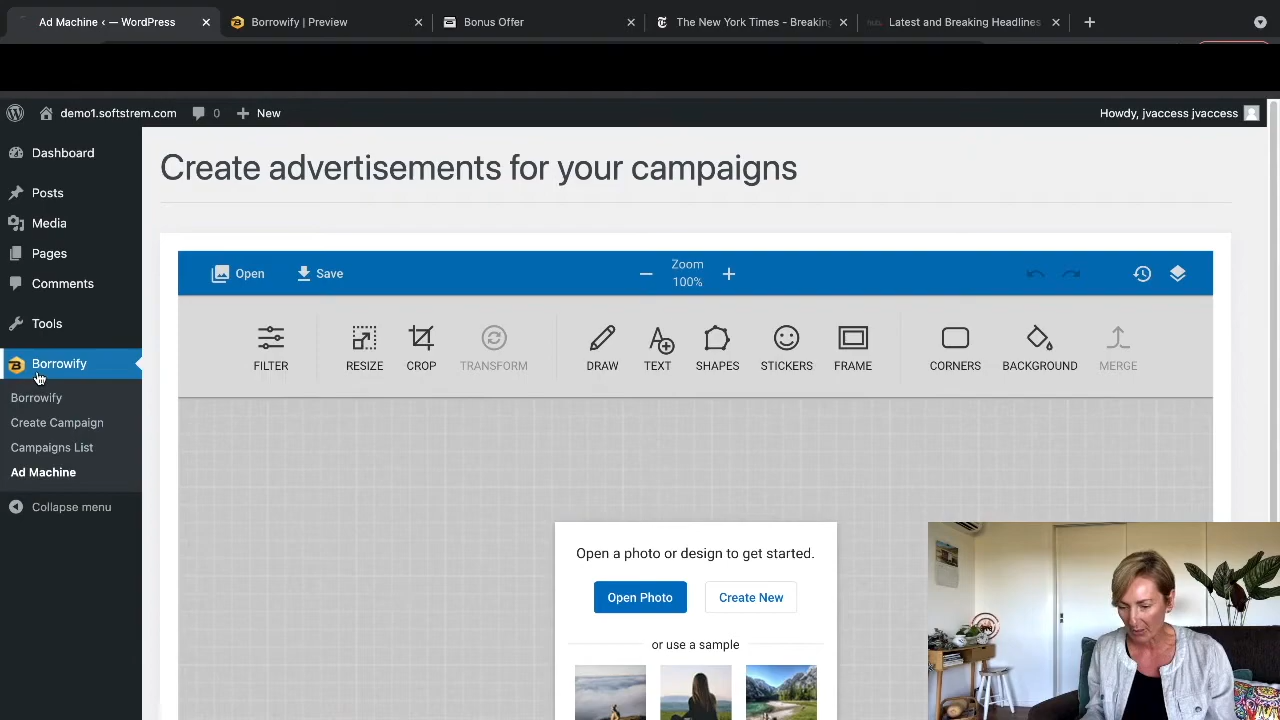 Ad Machine ‹ — WordPress
Borrowify | Preview
Bonus Offer
The New York Times - Breaking
Latest and Breaking Headlines
demo1.softstrem.com
0
New
Howdy, jvaccess jvaccess
Dashboard
Posts
Media
Pages
Comments
Tools
Borrowify
Borrowify
Create Campaign
Campaigns List
Ad Machine
Collapse menu
Create advertisements for your campaigns
Open
Save
Zoom
100%
FILTER
RESIZE
CROP
TRANSFORM
DRAW
TEXT
SHAPES
STICKERS
FRAME
CORNERS
BACKGROUND
MERGE
Open a photo or design to get started.
Open Photo
Create New
or use a sample